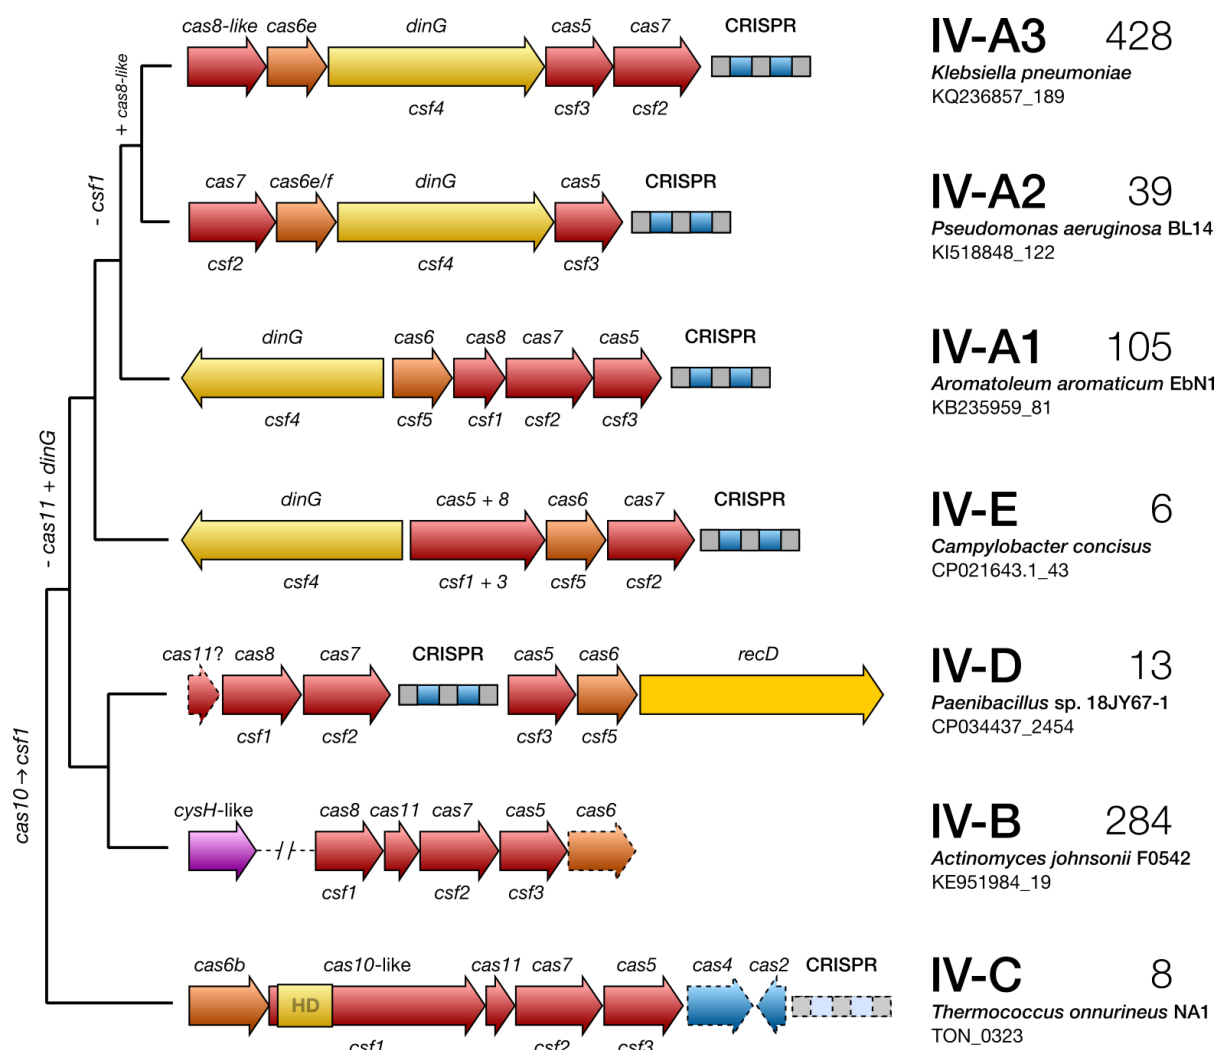 cas8-like cas6e dinG cas5 cas7 CRISPR
csf4 csf3 csf2
IV-A3 428
Klebsiella pneumoniae
KQ236857_189
+ cas8-like
cas7 cas6e/f dinG cas5 CRISPR
csf2 csf4 csf3
IV-A2 39
Pseudomonas aeruginosa BL14
KI518848_122
- csf1
dinG cas6 cas8 cas7 cas5 CRISPR
csf4 csf5 csf1 csf2 csf3
IV-A1 105
Aromatoleum aromaticum EbN1
KB235959_81
- cas11 + dinG
dinG cas5 + 8 cas6 cas7 CRISPR
csf4 csf1 + 3 csf5 csf2
IV-E 6
Campylobacter concisus
CP021643.1_43
cas11? cas8 cas7 CRISPR cas5 cas6 recD
csf1 csf2 csf3 csf5
IV-D 13
Paenibacillus sp. 18JY67-1
CP034437_2454
cas10→csf1
cysH-like cas8 cas11 cas7 cas5 cas6
csf1 csf2 csf3
IV-B 284
Actinomyces johnsonii F0542
KE951984_19
cas6b cas10-like cas11 cas7 cas5 cas4 cas2 CRISPR
HD
csf1 csf2 csf3
IV-C 8
Thermococcus onnurineus NA1
TON_0323